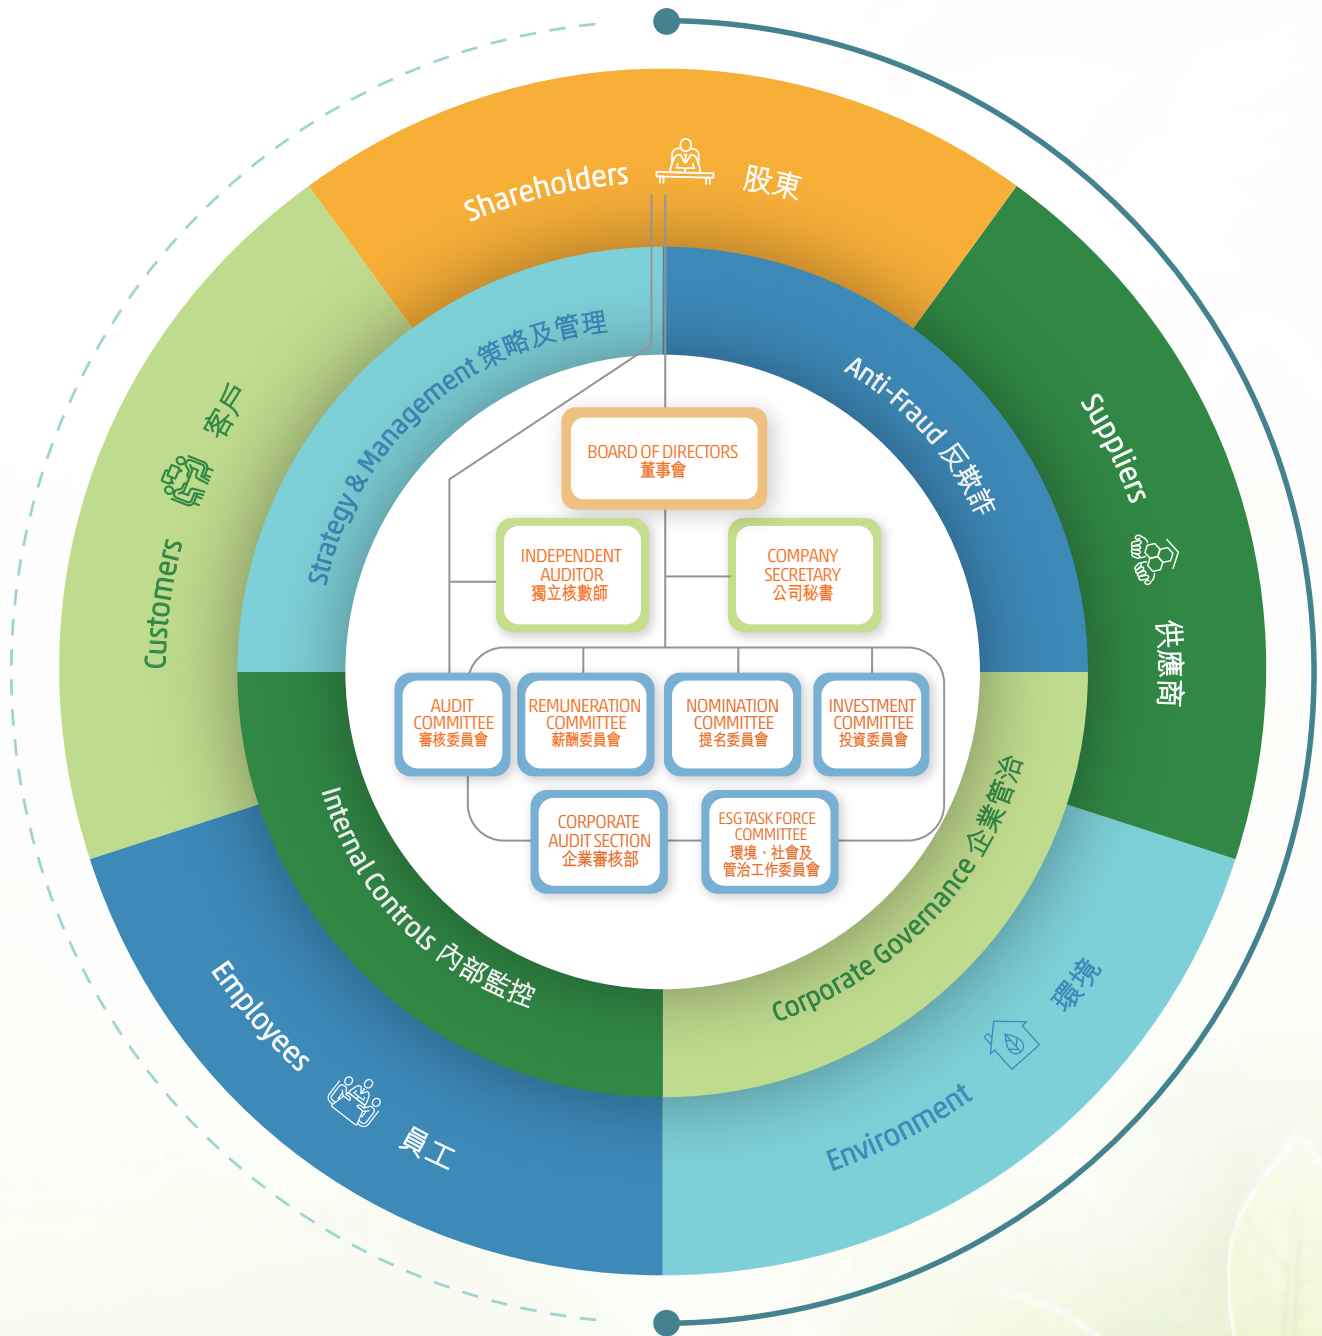 Shareholders 股東
Suppliers 供應商
Environment 環境
Employees 員工
Customers 客戶
Strategy & Management 策略及管理
Anti-Fraud 反欺詐
Corporate Governance 企業管治
Internal Controls 內部監控
BOARD OF DIRECTORS
董事會
INDEPENDENT
AUDITOR
獨立核數師
COMPANY
SECRETARY
公司秘書
AUDIT
COMMITTEE
審核委員會
REMUNERATION
COMMITTEE
薪酬委員會
NOMINATION
COMMITTEE
提名委員會
INVESTMENT
COMMITTEE
投資委員會
CORPORATE
AUDIT SECTION
企業審核部
ESG TASK FORCE
COMMITTEE
環境、社會及
管治工作委員會